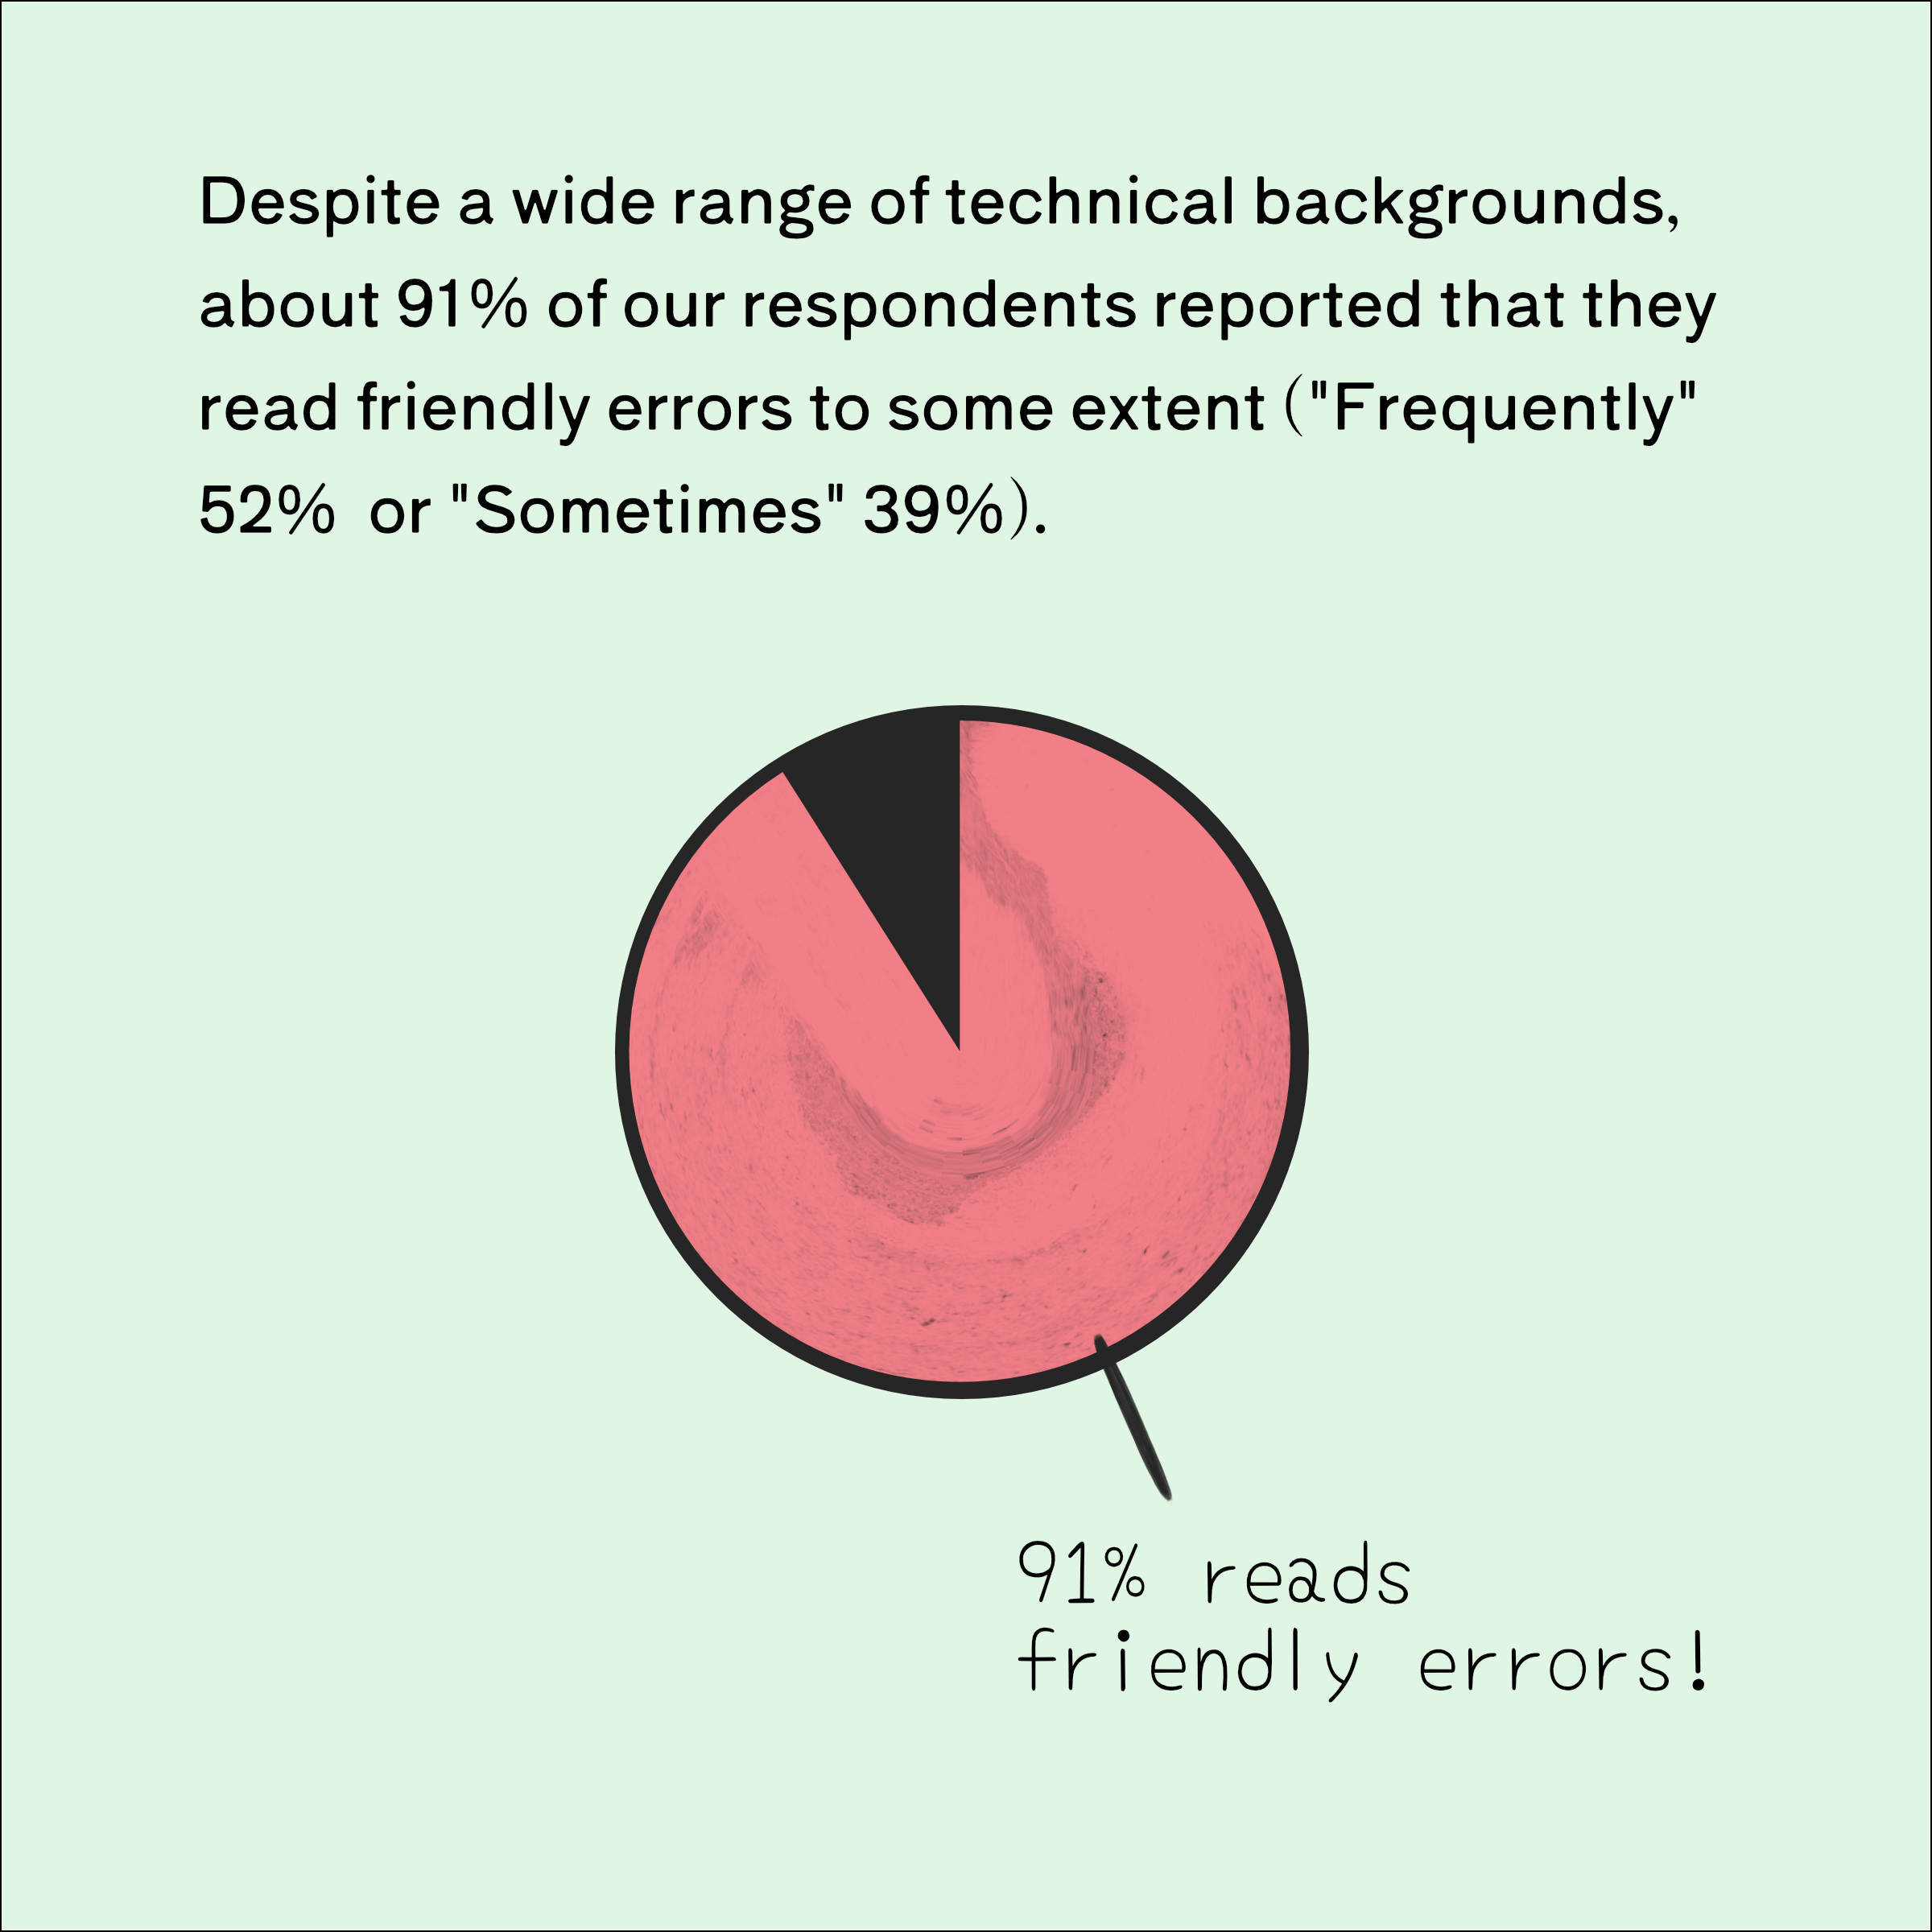 Despite a wide range of technical backgrounds,
about 91% of our respondents reported that they
read friendly errors to some extent ("Frequently"
52%  or "Sometimes" 39%).
91% reads
friendly errors!